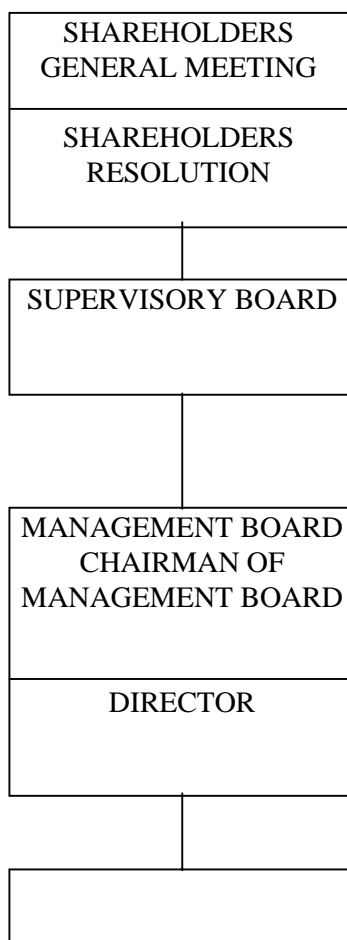 SHAREHOLDERS
GENERAL MEETING
SHAREHOLDERS
RESOLUTION
SUPERVISORY BOARD
MANAGEMENT BOARD
CHAIRMAN OF
MANAGEMENT BOARD
DIRECTOR